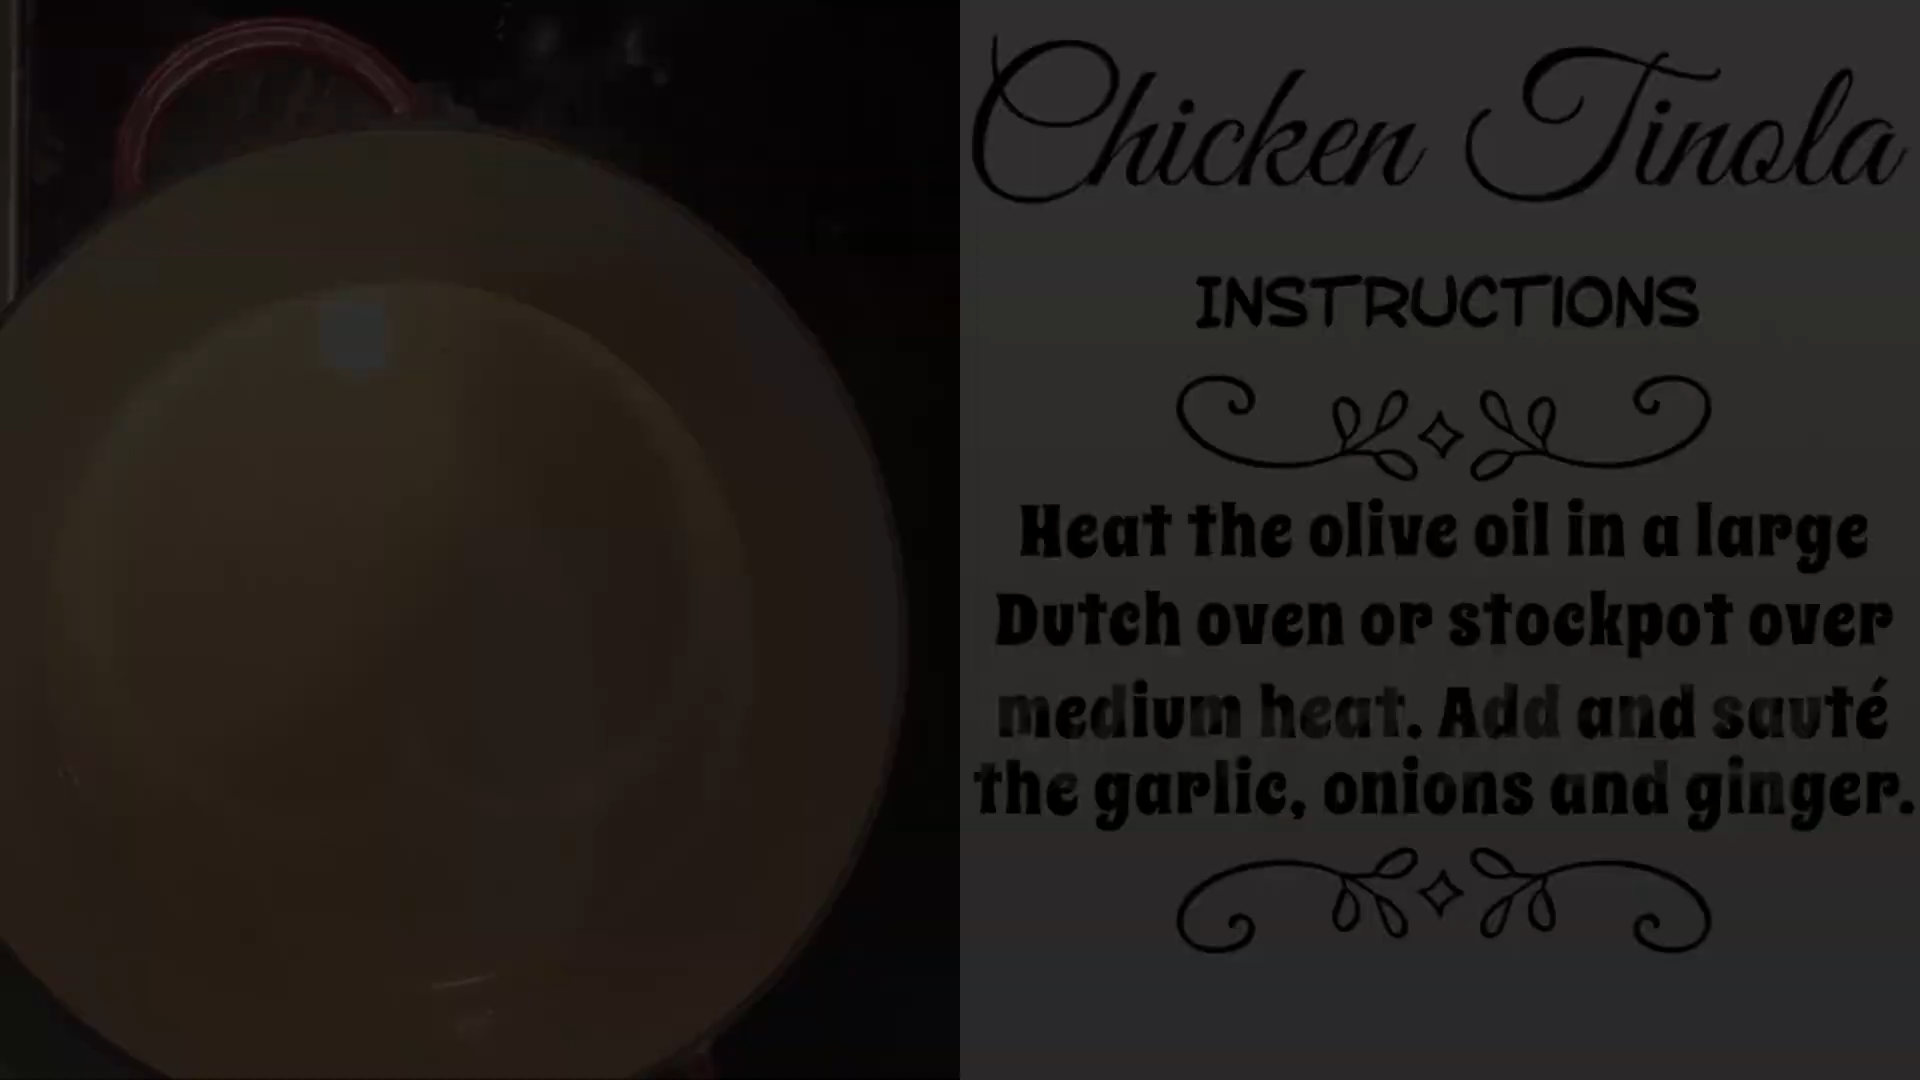 Chicken Tinola
INSTRUCTIONS
Heat the olive oil in a large
Dutch oven or stockpot over
medium heat. Add and sauté
the garlic, onions and ginger.